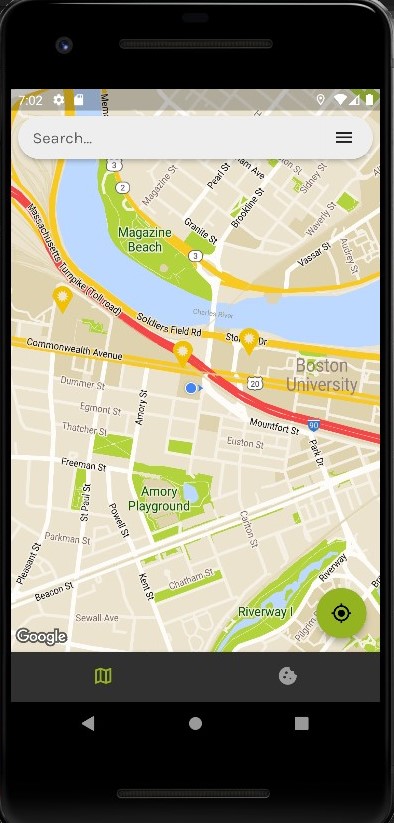 7:02
Search...
3
2
Magazine St
Pearl St
Brookline St
Sidney St
Waverly St
Audrey St
Vassar St
Granite St
Magazine
Beach
3
Massachusetts Turnpike (toll road)
Charles River
Soldiers Field Rd
Commonwealth Avenue
Boston
University
20
Dummer St
Amory St
Egmont St
Thatcher St
Mountfort St
90
Euston St
Park Dr
Freeman St
St Paul St
Amory
Playground
Powell St
Carlton St
Parkman St
Pleasant St
Beacon St
Kent St
Chatham St
Riverway
Sewall Ave
Riverway I
Google